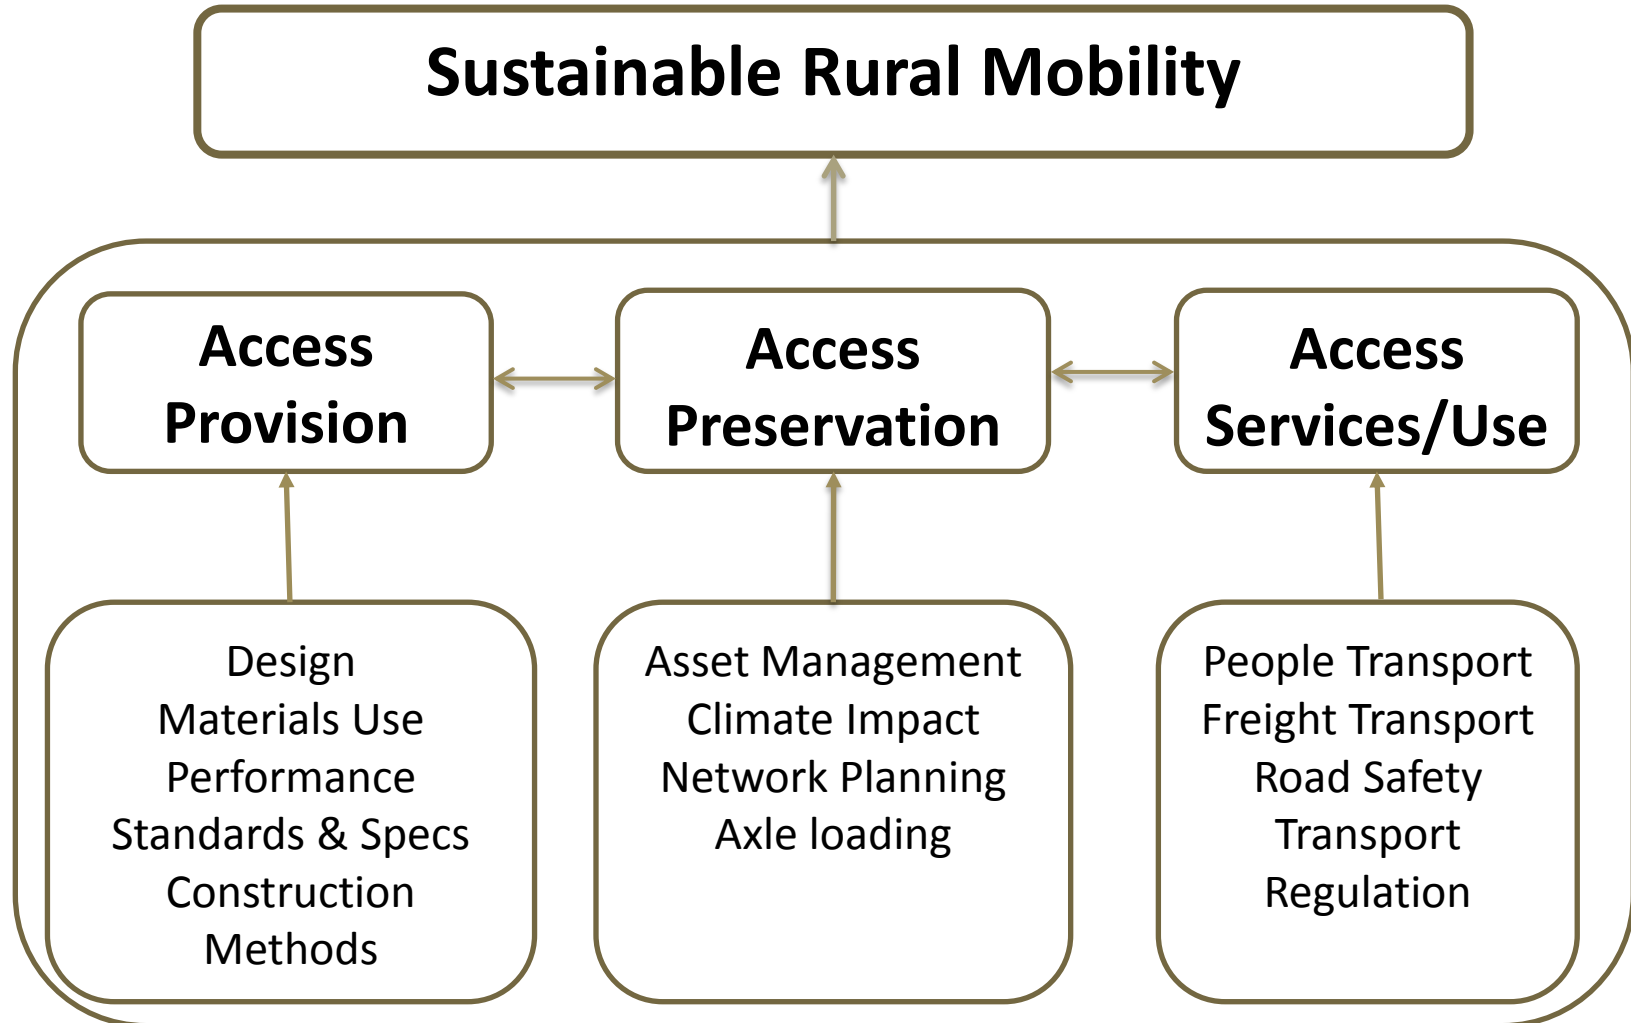 Sustainable Rural Mobility
Access
Provision
Access
Preservation
Access
Services/Use
Design
Materials Use
Performance
Standards & Specs
Construction
Methods
Asset Management
Climate Impact
Network Planning
Axle loading
People Transport
Freight Transport
Road Safety
Transport
Regulation